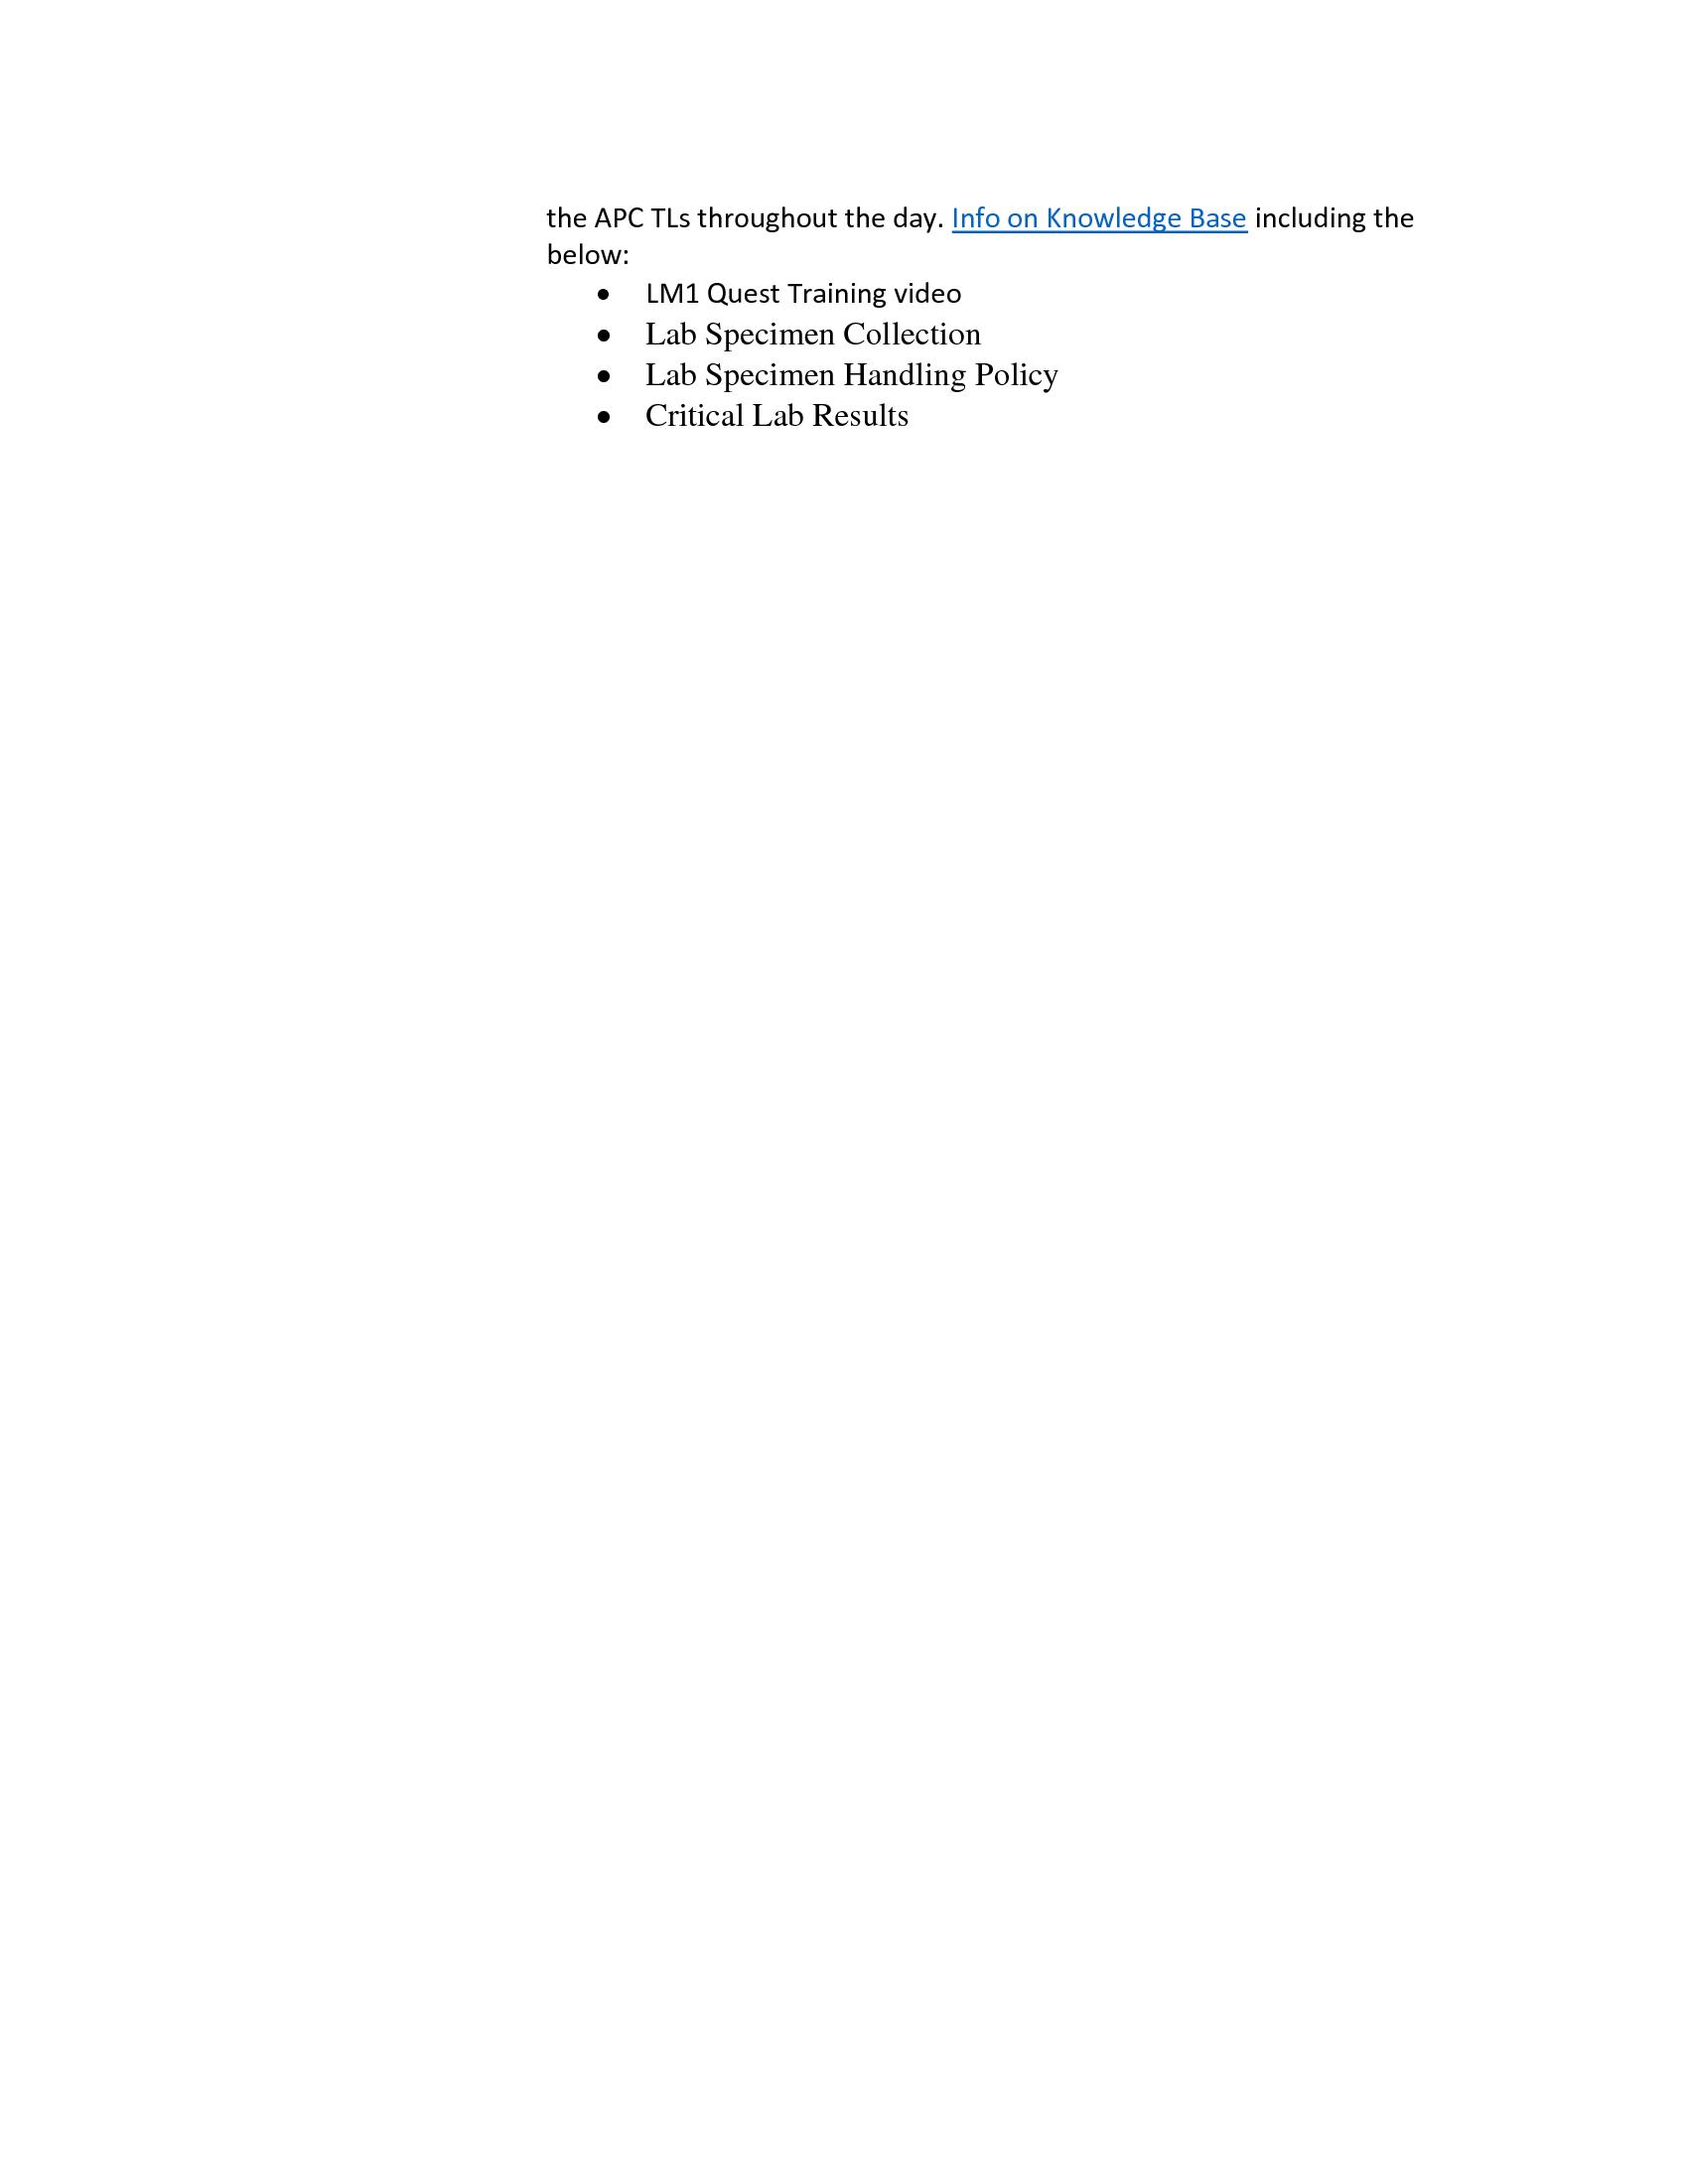 the APC TLs throughout the day. Info on Knowledge Base including the
below:
• LM1 Quest Training video
• Lab Specimen Collection
• Lab Specimen Handling Policy
• Critical Lab Results